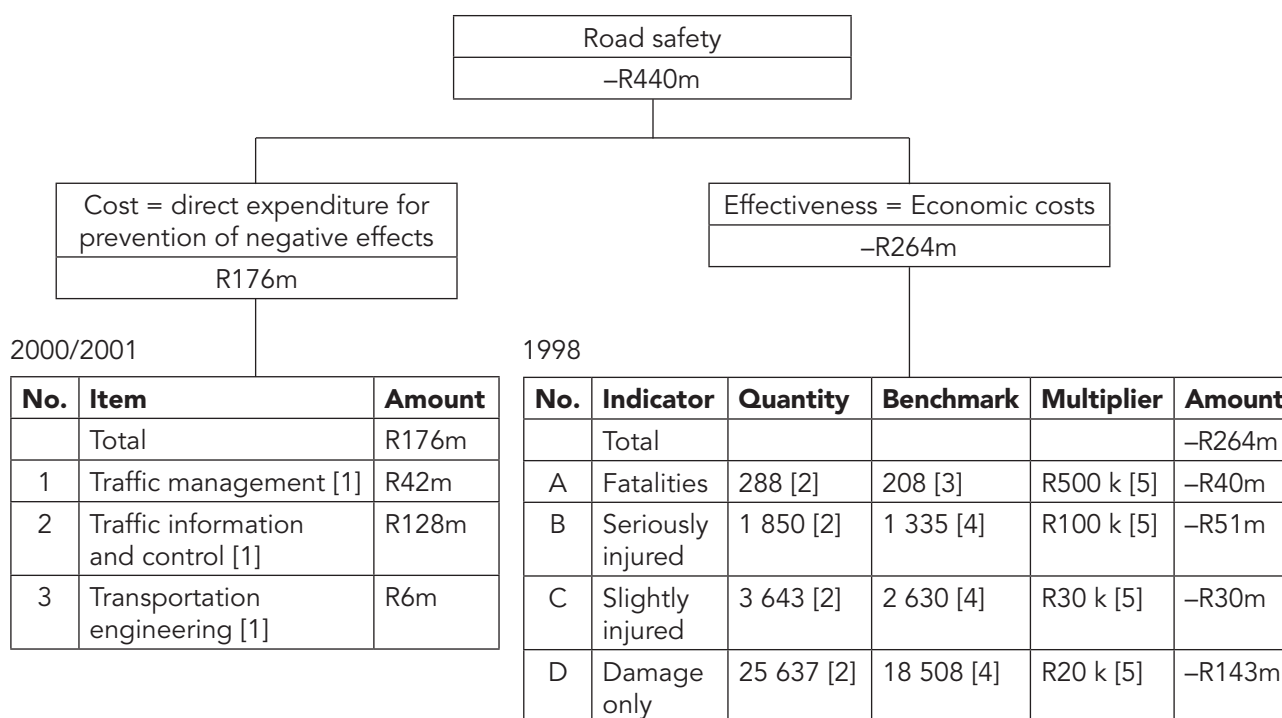 Road safety
–R440m
Cost = direct expenditure for
prevention of negative effects
R176m
Effectiveness = Economic costs
–R264m
2000/2001
No. Item Amount
Total R176m
1 Traffic management [1] R42m
2 Traffic information
and control [1] R128m
3 Transportation
engineering [1] R6m
1998
No. Indicator Quantity Benchmark Multiplier Amount
Total –R264m
A Fatalities 288 [2] 208 [3] R500 k [5] –R40m
B Seriously
injured 1 850 [2] 1 335 [4] R100 k [5] –R51m
C Slightly
injured 3 643 [2] 2 630 [4] R30 k [5] –R30m
D Damage
only 25 637 [2] 18 508 [4] R20 k [5] –R143m